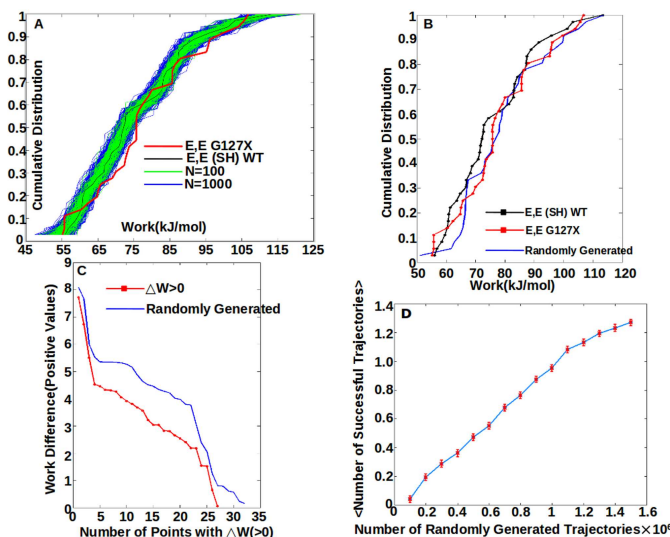 A
Cumulative Distribution
1
0.9
0.8
0.7
0.6
0.5
0.4
0.3
0.2
0.1
0
E,E G127X
E,E (SH) WT
N=100
N=1000
Work(kJ/mol)
45 55 65 75 85 95 105 115 125
B
Cumulative Distribution
1
0.9
0.8
0.7
0.6
0.5
0.4
0.3
0.2
0.1
0
E,E (SH) WT
E,E G127X
Randomly Generated
50 60 70 80 90 100 110 120
Work(kJ/mol)
C
Work Difference(Positive Values)
9
8
7
6
5
4
3
2
1
0
△W>0
Randomly Generated
0 5 10 15 20 25 30 35
Number of Points with △W(>0)
D
<Number of Successful Trajectories>
1.4
1.2
1.0
0.8
0.6
0.4
0.2
0.0
0 0.2 0.4 0.6 0.8 1 1.2 1.4 1.6
Number of Randomly Generated Trajectories×10⁶